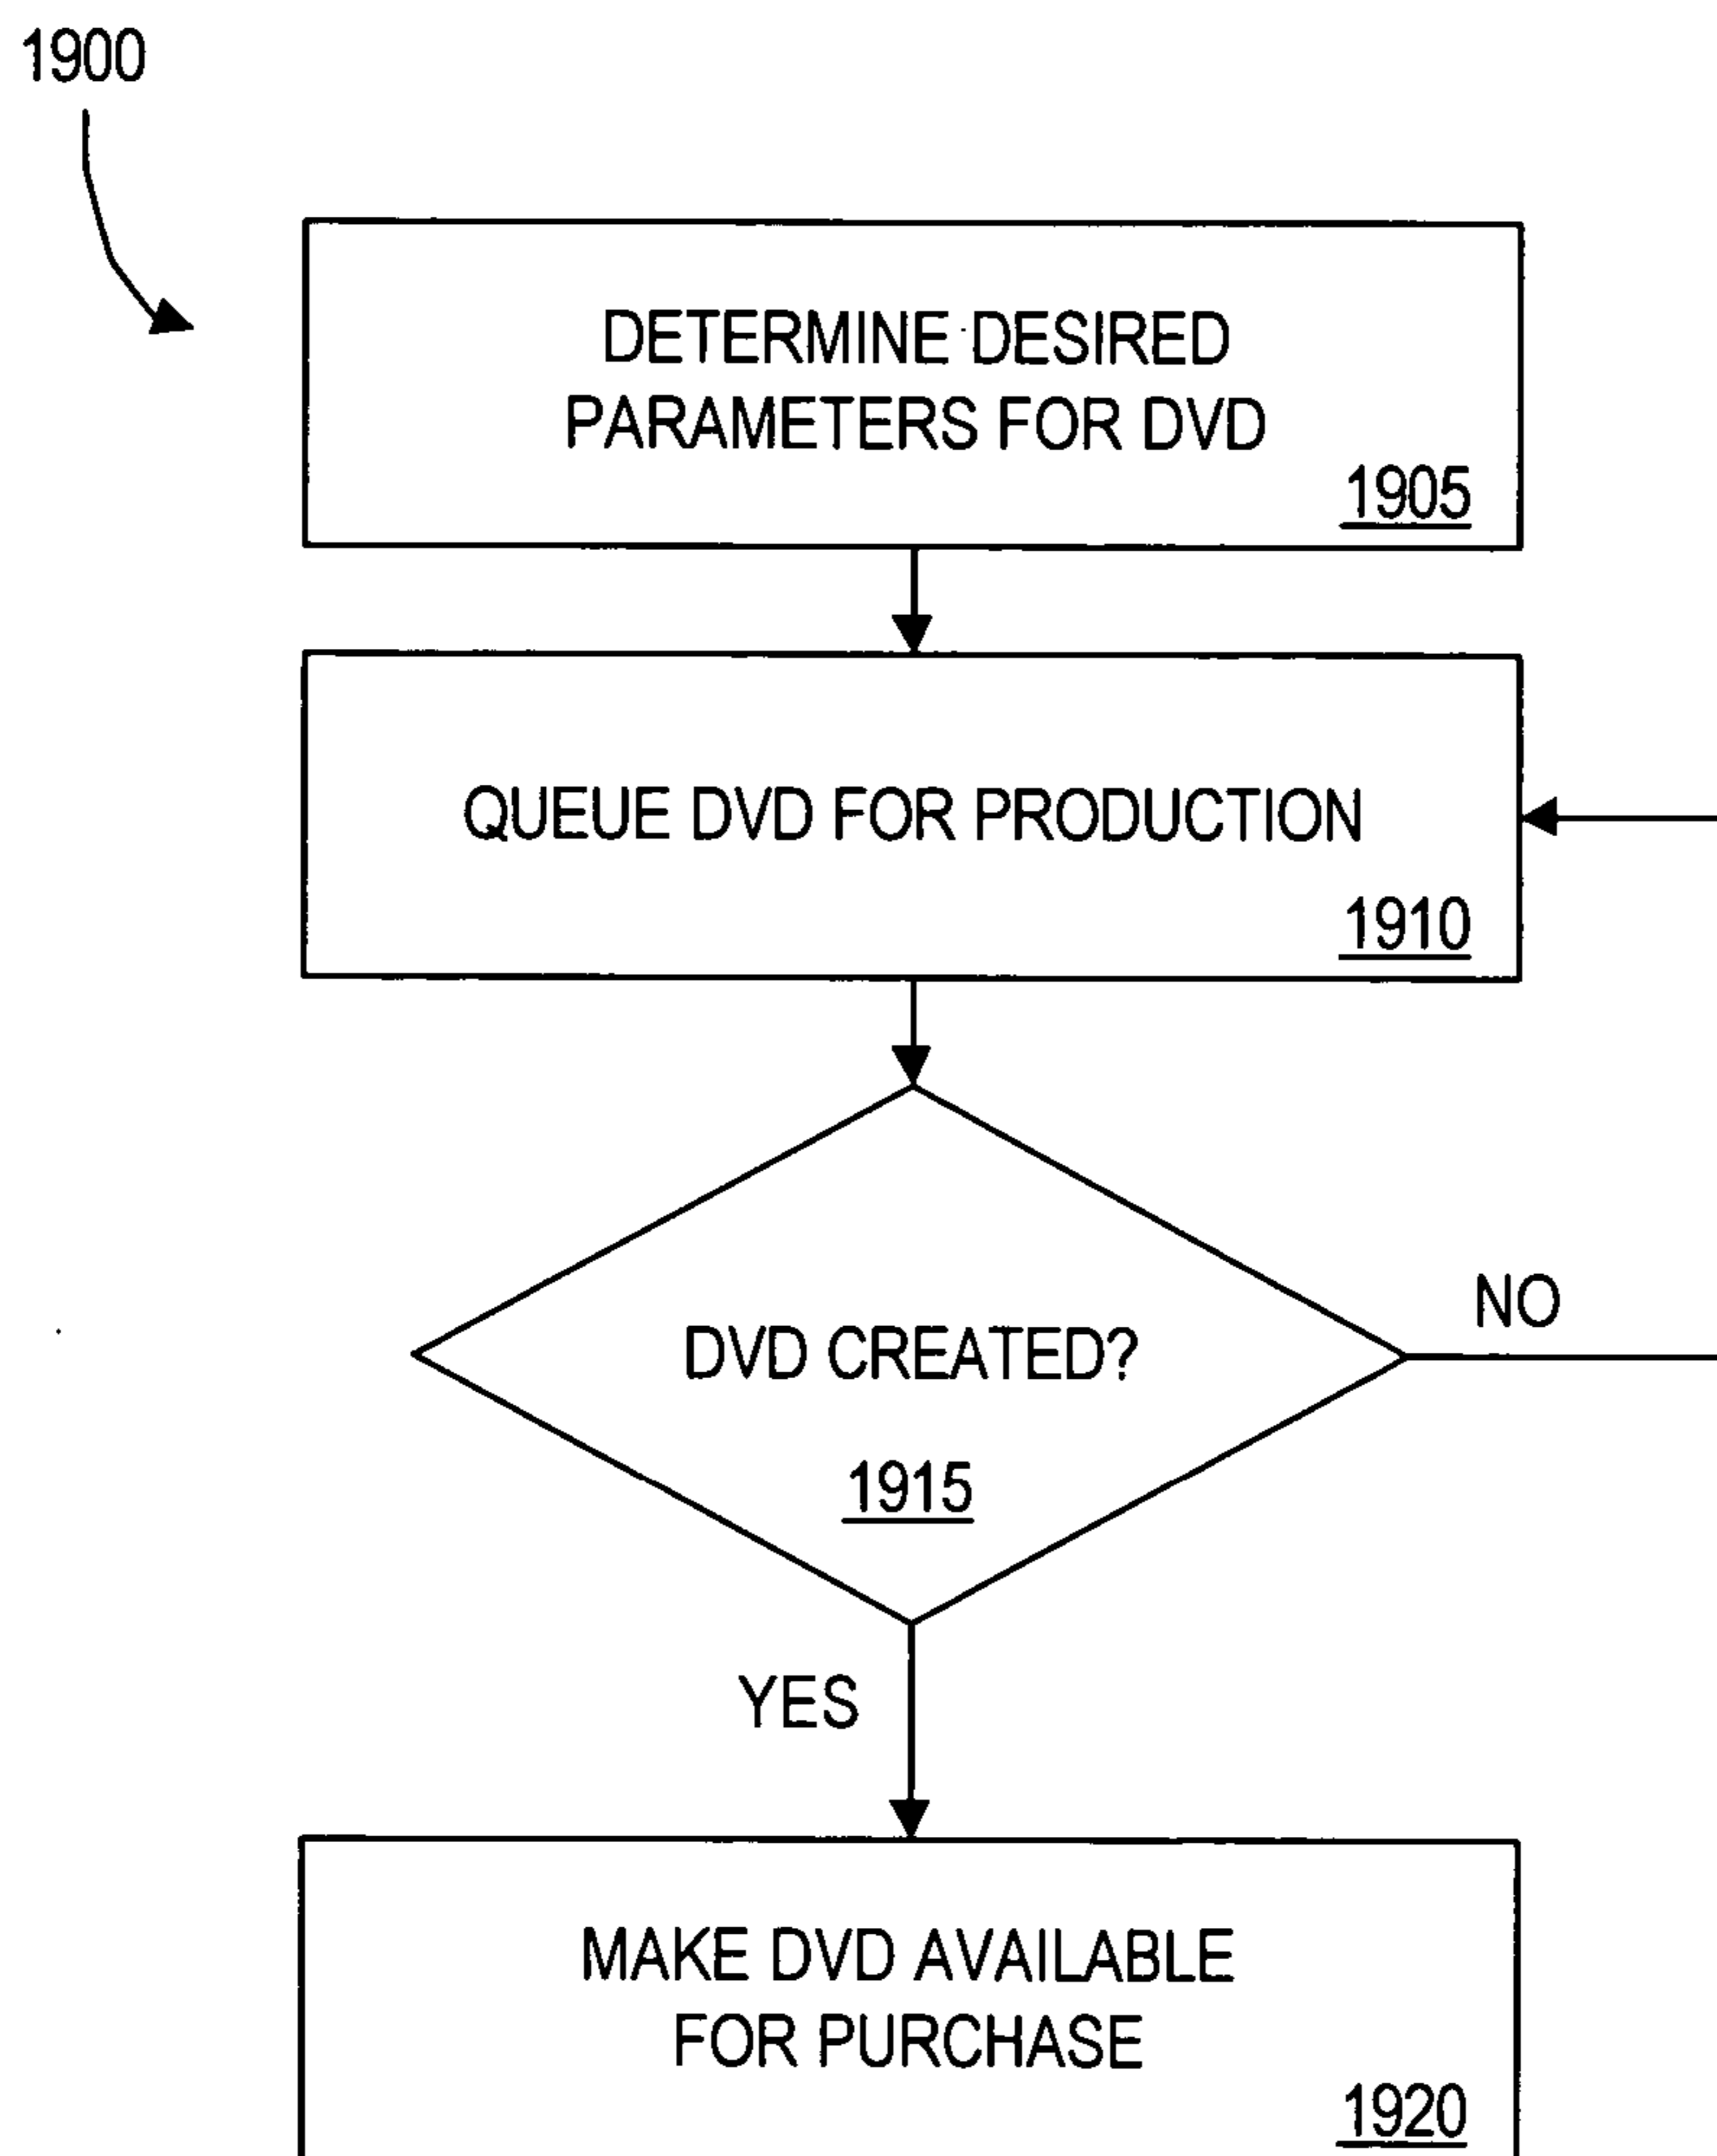 1900
DETERMINE DESIRED
PARAMETERS FOR DVD
1905
QUEUE DVD FOR PRODUCTION
1910
DVD CREATED?
1915
NO
YES
MAKE DVD AVAILABLE
FOR PURCHASE
1920